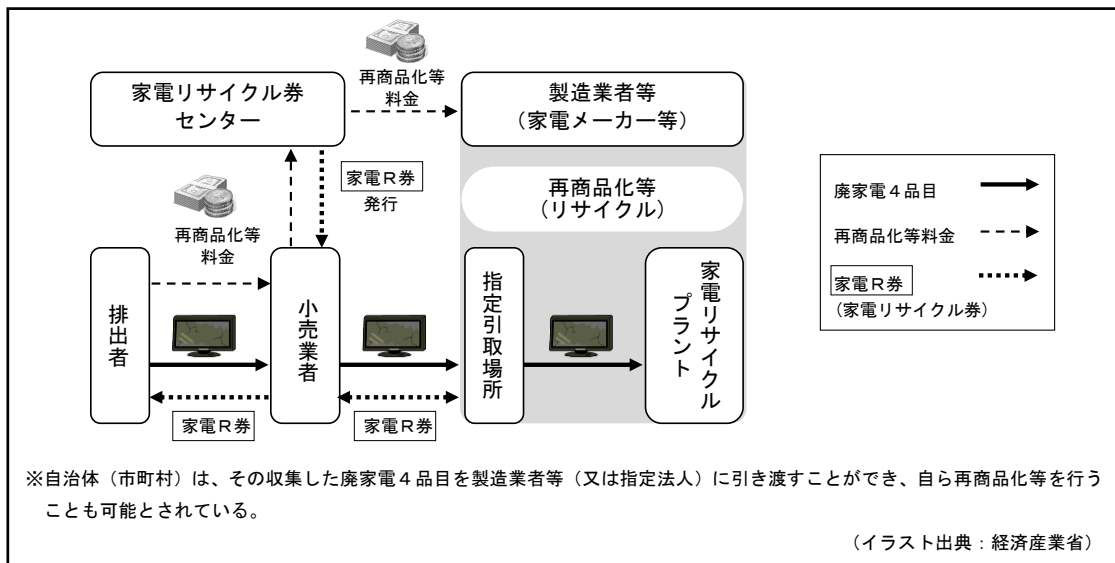 再商品化等
料金
家電リサイクル券
センター
製造業者等
(家電メーカー等)
家電R券
発行
再商品化等
(リサイクル)
再商品化等
料金
排出者
小売業者
指定引取場所
家電リサイクル
プラント
家電R券
家電R券
廃家電4品目
再商品化等料金
家電R券
(家電リサイクル券)
※自治体(市町村)は、その収集した廃家電4品目を製造業者等(又は指定法人)に引き渡すことができ、自ら再商品化等を行う
ことも可能とされている。
(イラスト出典:経済産業省)